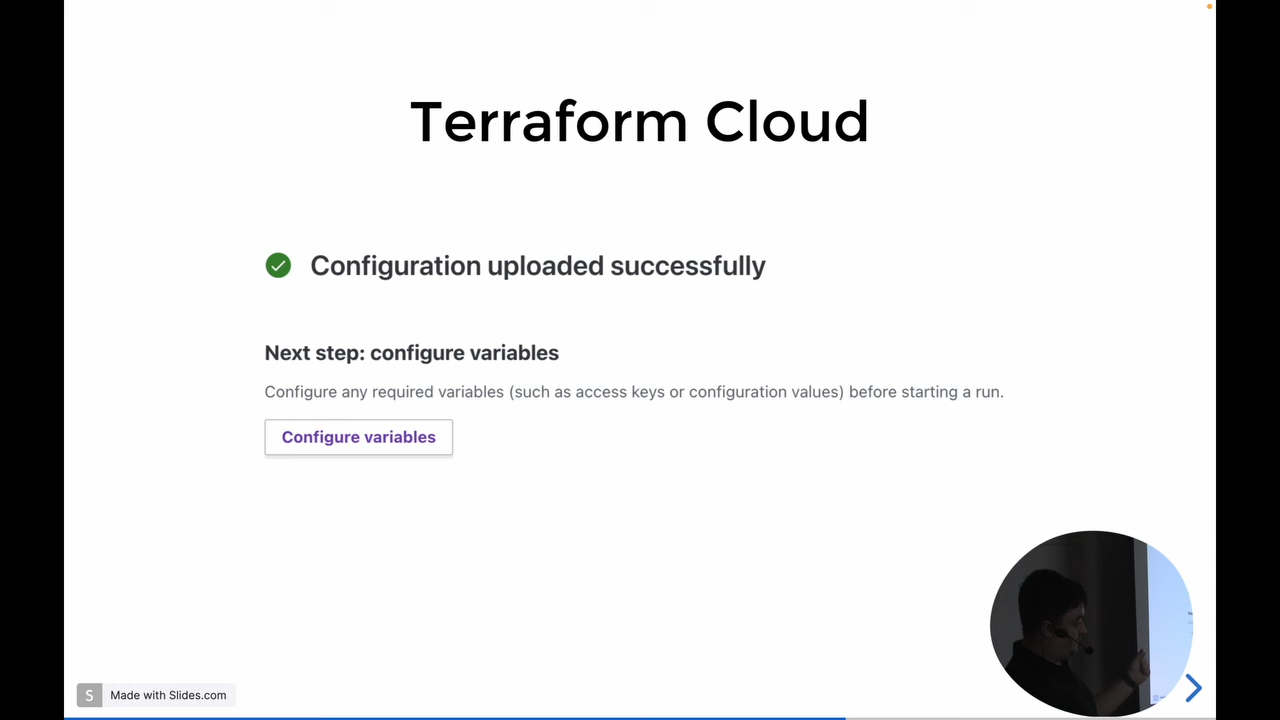 Terraform Cloud
Configuration uploaded successfully
Next step: configure variables
Configure any required variables (such as access keys or configuration values) before starting a run.
Configure variables
S Made with Slides.com